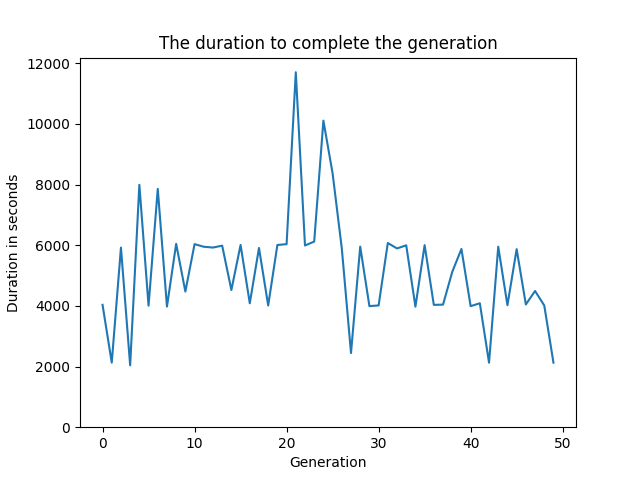 The duration to complete the generation
12000
10000
8000
6000
4000
2000
0
Duration in seconds
0 10 20 30 40 50
Generation